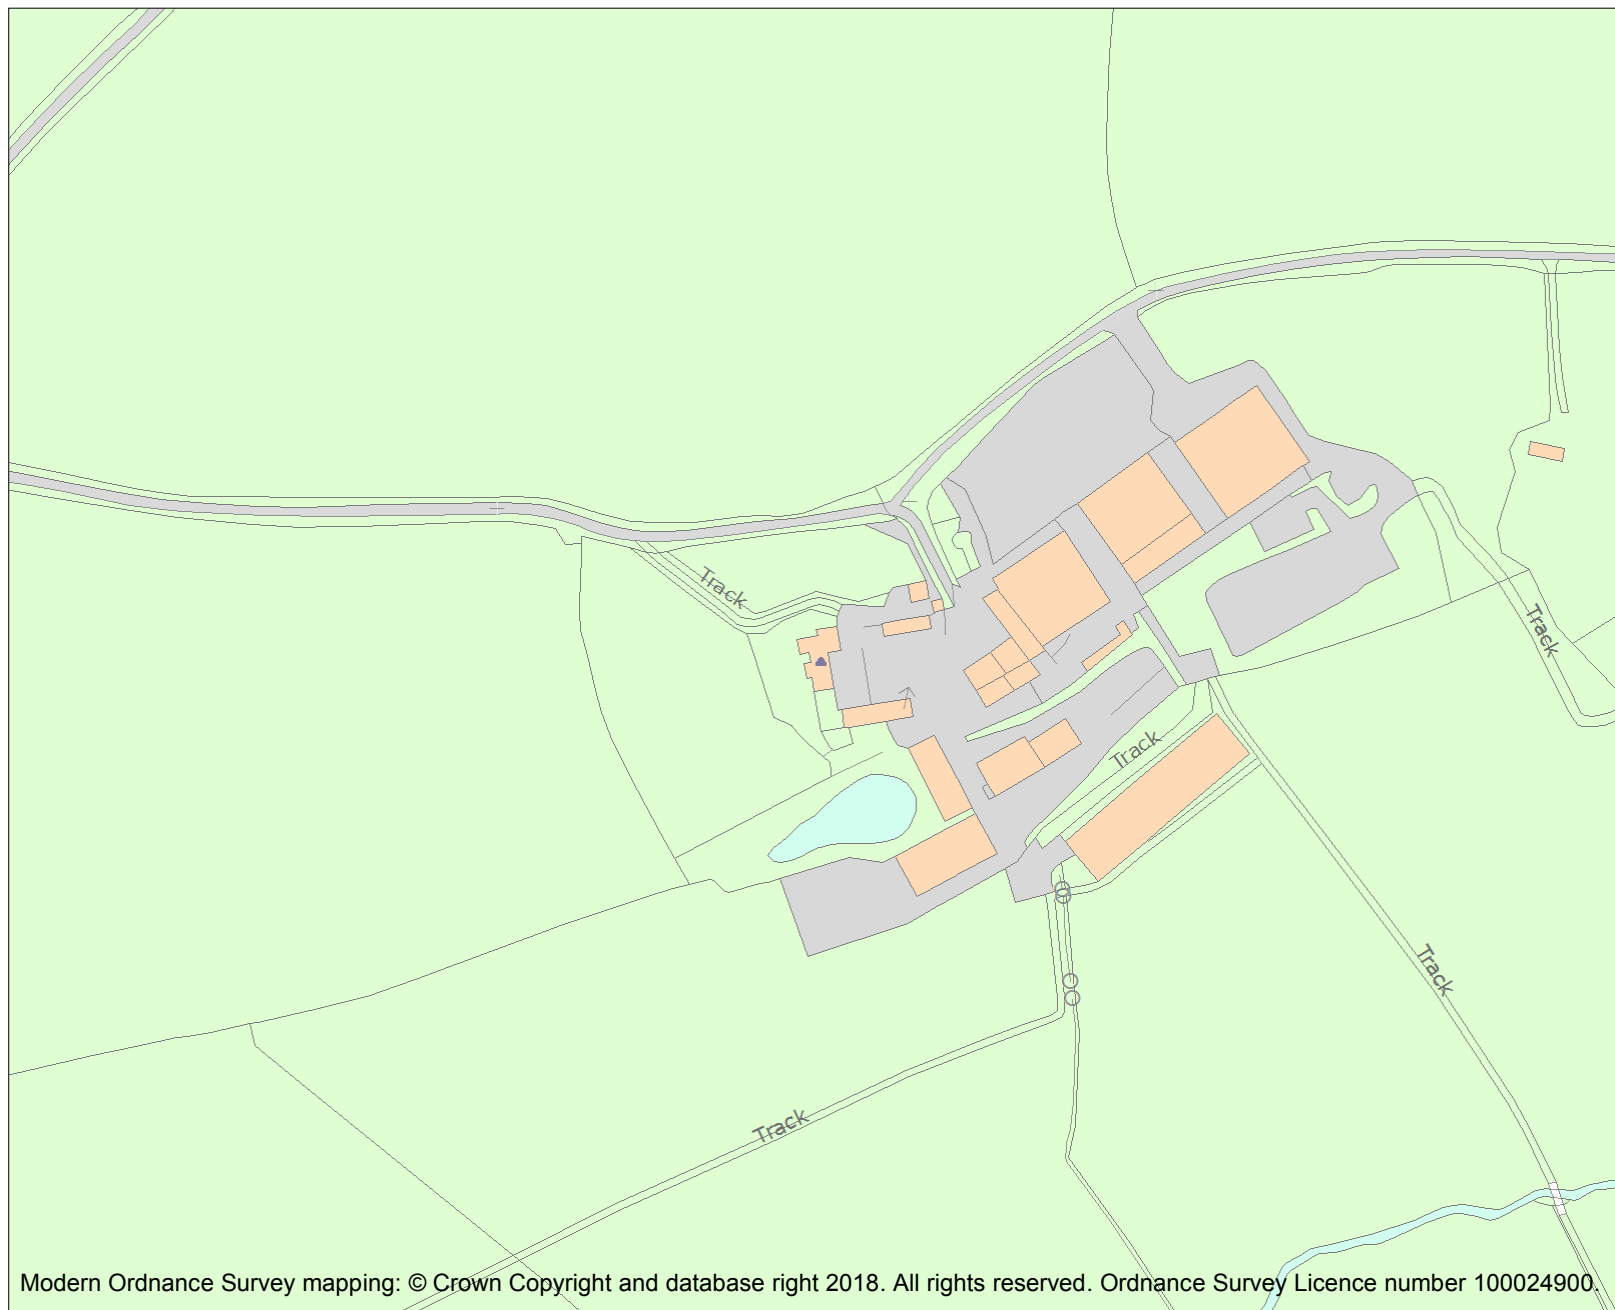 Track
Track
Track
Track
Track
Modern Ordnance Survey mapping: © Crown Copyright and database right 2018. All rights reserved. Ordnance Survey Licence number 100024900.